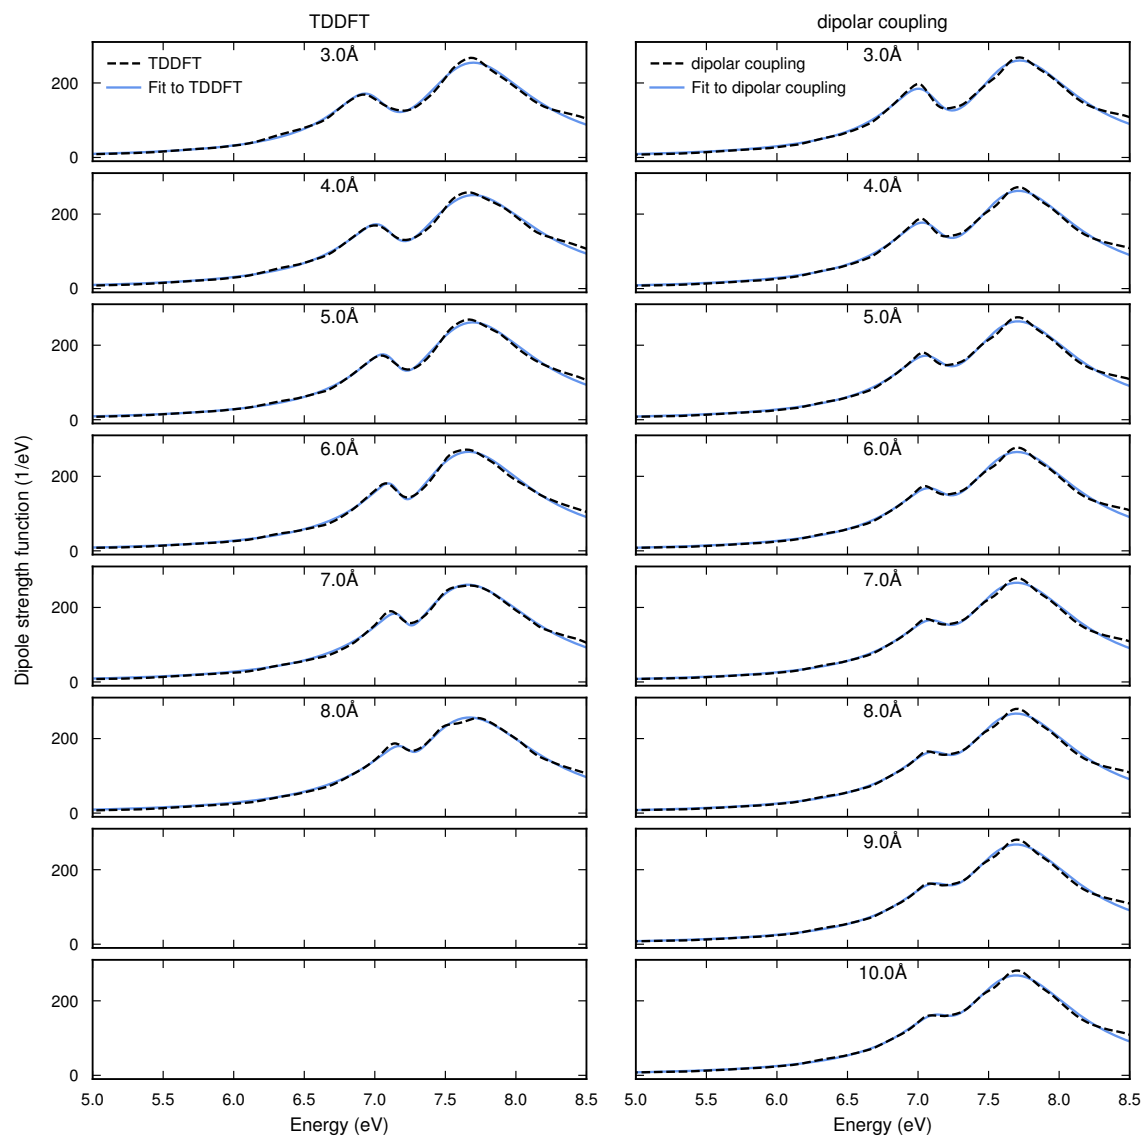 TDDFT
dipolar coupling
3.0Å
TDDFT
Fit to TDDFT
200
0
3.0Å
dipolar coupling
Fit to dipolar coupling
4.0Å
200
0
4.0Å
5.0Å
200
0
5.0Å
6.0Å
200
0
6.0Å
7.0Å
200
0
7.0Å
8.0Å
200
0
8.0Å
200
0
9.0Å
200
0
10.0Å
Dipole strength function (1/eV)
5.0 5.5 6.0 6.5 7.0 7.5 8.0 8.5
5.0 5.5 6.0 6.5 7.0 7.5 8.0 8.5
Energy (eV)
Energy (eV)